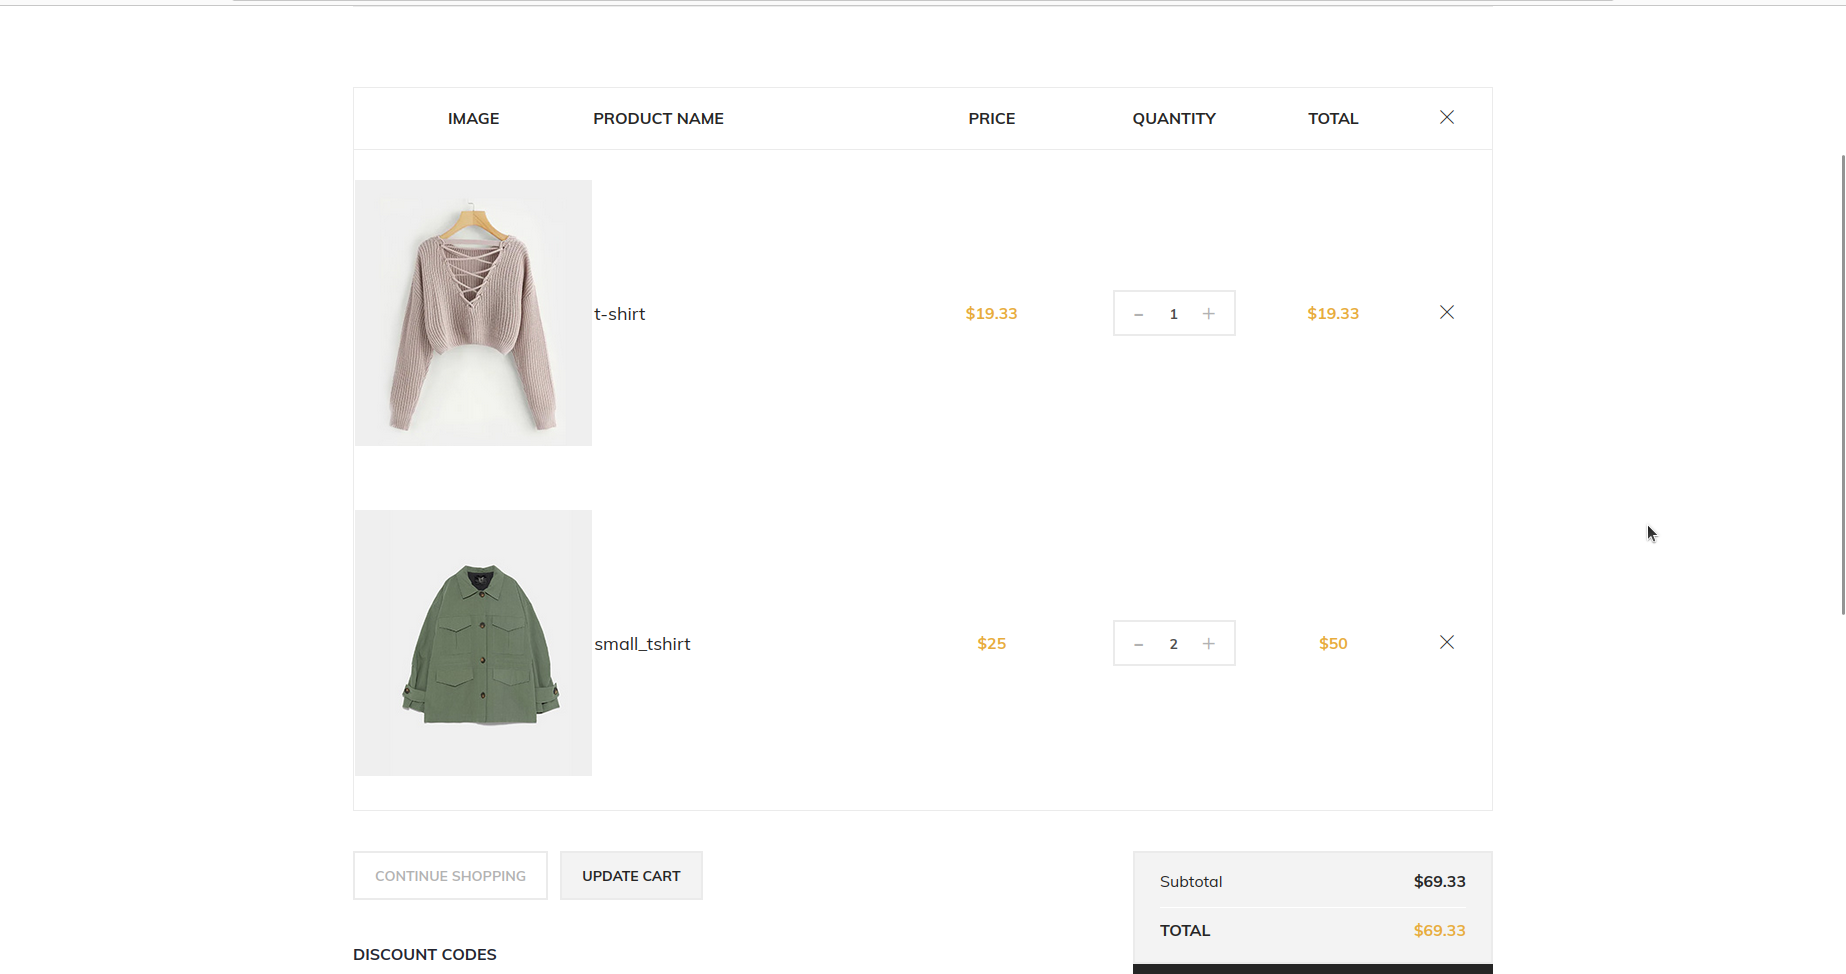 IMAGE PRODUCT NAME PRICE QUANTITY TOTAL
t-shirt $19.33 - 1 + $19.33
small_tshirt $25 - 2 + $50
CONTINUE SHOPPING UPDATE CART
Subtotal $69.33
TOTAL $69.33
DISCOUNT CODES